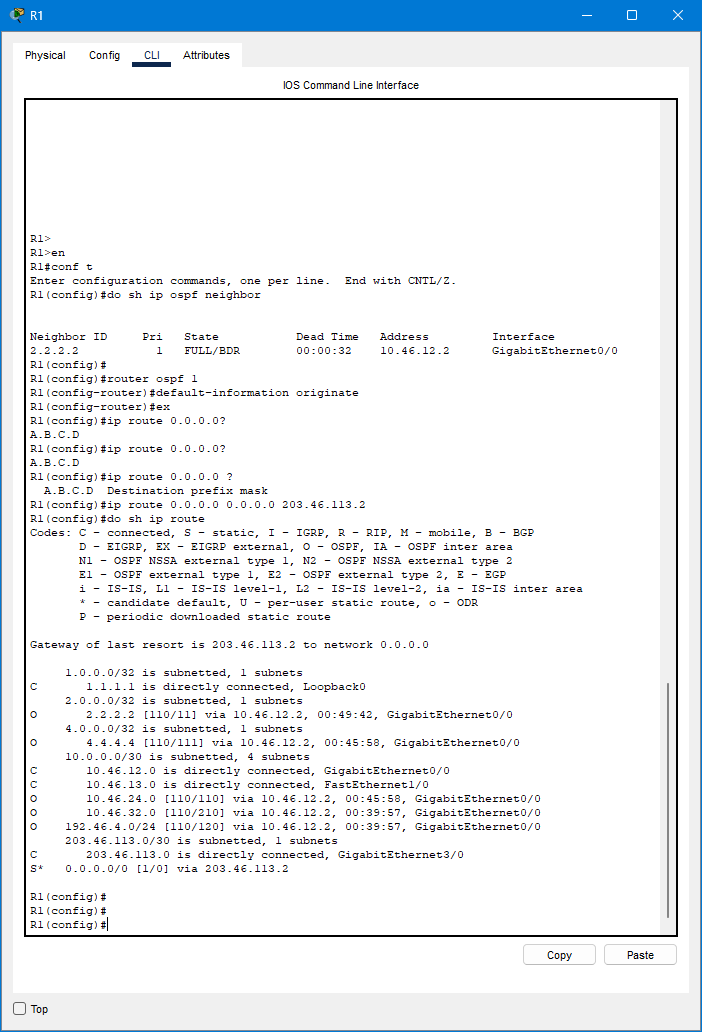 R1
Physical Config CLI Attributes
IOS Command Line Interface
R1>
R1>en
R1#conf t
Enter configuration commands, one per line.  End with CNTL/Z.
R1(config)#do sh ip ospf neighbor
Neighbor ID     Pri   State           Dead Time   Address         Interface
2.2.2.2           1   FULL/BDR        00:00:32    10.46.12.2      GigabitEthernet0/0
R1(config)#
R1(config)#router ospf 1
R1(config-router)#default-information originate
R1(config-router)#ex
R1(config)#ip route 0.0.0.0?
A.B.C.D
R1(config)#ip route 0.0.0.0?
A.B.C.D
R1(config)#ip route 0.0.0.0 ?
  A.B.C.D  Destination prefix mask
R1(config)#ip route 0.0.0.0 0.0.0.0 203.46.113.2
R1(config)#do sh ip route
Codes: C - connected, S - static, I - IGRP, R - RIP, M - mobile, B - BGP
       D - EIGRP, EX - EIGRP external, O - OSPF, IA - OSPF inter area
       N1 - OSPF NSSA external type 1, N2 - OSPF NSSA external type 2
       E1 - OSPF external type 1, E2 - OSPF external type 2, E - EGP
       i - IS-IS, L1 - IS-IS level-1, L2 - IS-IS level-2, ia - IS-IS inter area
       * - candidate default, U - per-user static route, o - ODR
       P - periodic downloaded static route
Gateway of last resort is 203.46.113.2 to network 0.0.0.0
     1.0.0.0/32 is subnetted, 1 subnets
C       1.1.1.1 is directly connected, Loopback0
     2.0.0.0/32 is subnetted, 1 subnets
O       2.2.2.2 [110/11] via 10.46.12.2, 00:49:42, GigabitEthernet0/0
     4.0.0.0/32 is subnetted, 1 subnets
O       4.4.4.4 [110/111] via 10.46.12.2, 00:45:58, GigabitEthernet0/0
     10.0.0.0/30 is subnetted, 4 subnets
C       10.46.12.0 is directly connected, GigabitEthernet0/0
C       10.46.13.0 is directly connected, FastEthernet1/0
O       10.46.24.0 [110/110] via 10.46.12.2, 00:45:58, GigabitEthernet0/0
O       10.46.32.0 [110/210] via 10.46.12.2, 00:39:57, GigabitEthernet0/0
O    192.46.4.0/24 [110/120] via 10.46.12.2, 00:39:57, GigabitEthernet0/0
     203.46.113.0/30 is subnetted, 1 subnets
C       203.46.113.0 is directly connected, GigabitEthernet3/0
S*   0.0.0.0/0 [1/0] via 203.46.113.2
R1(config)#
R1(config)#
R1(config)#
Copy Paste
Top